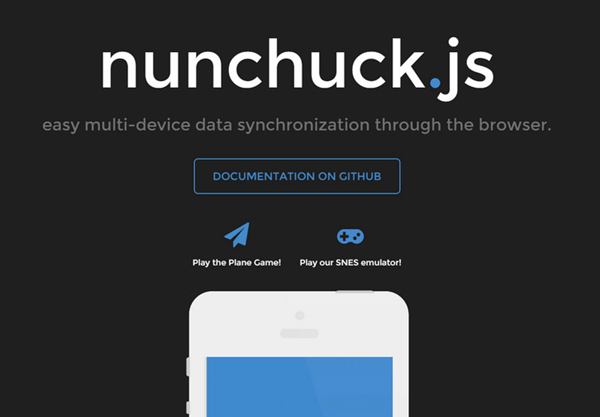 nunchuck.js
easy multi-device data synchronization through the browser.
DOCUMENTATION ON GITHUB
Play the Plane Game!
Play our SNES emulator!